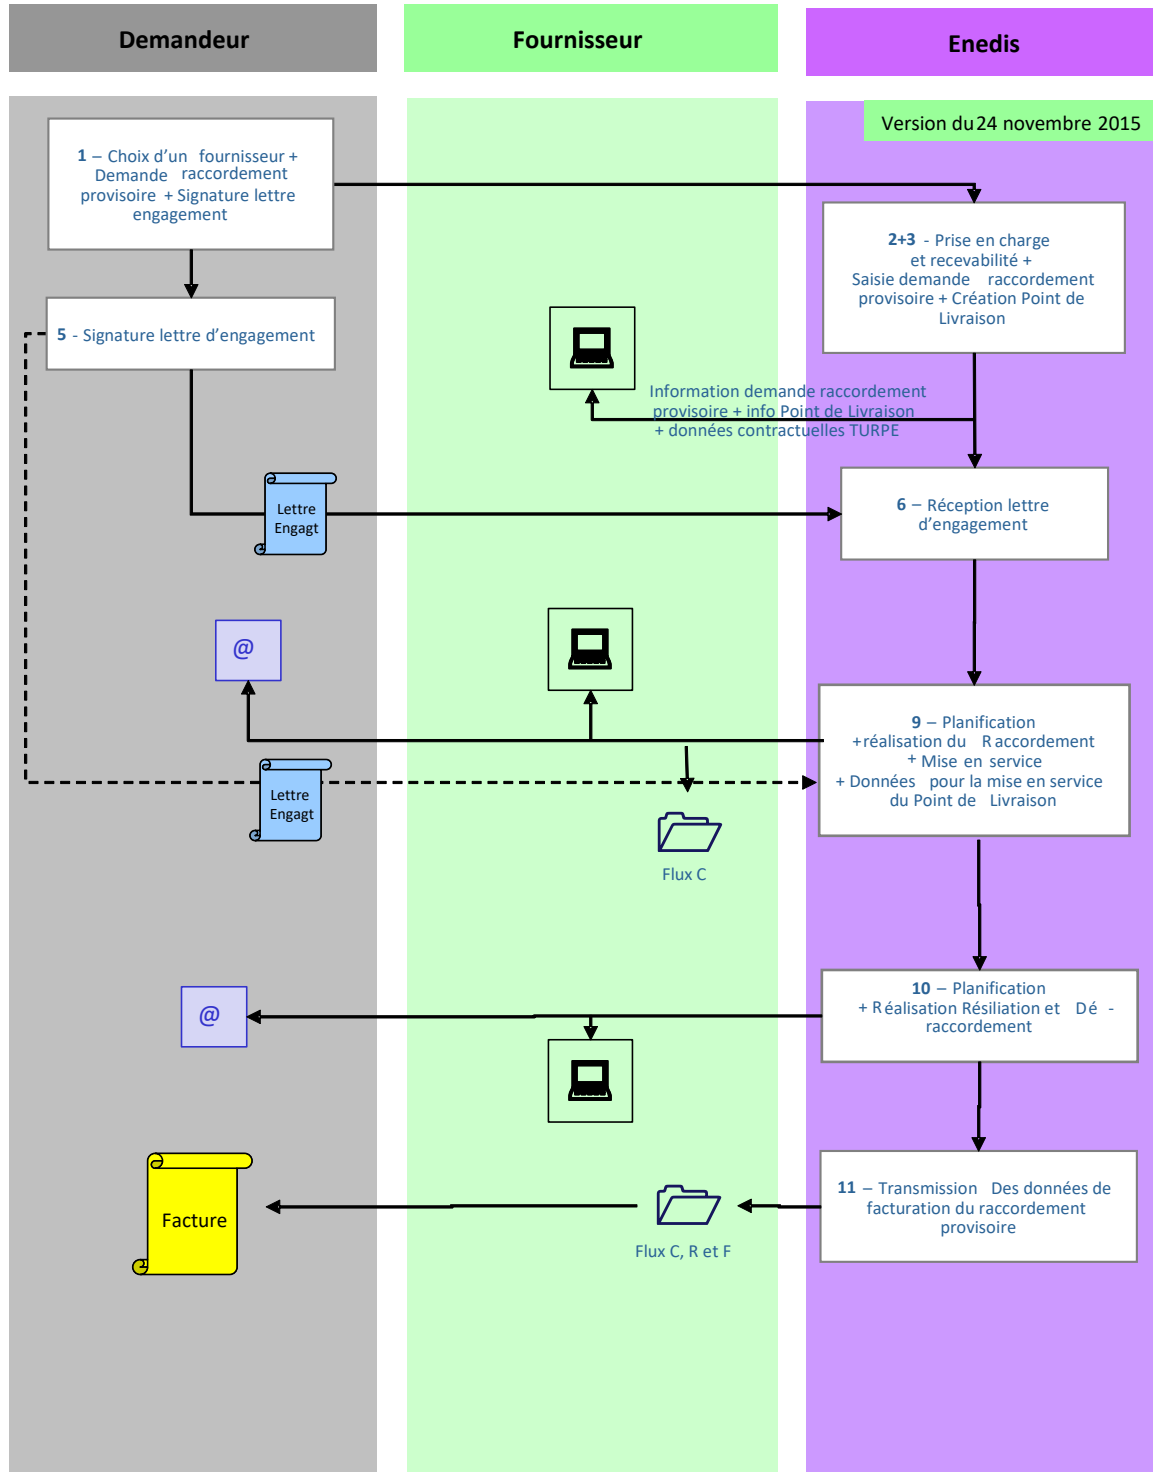 Demandeur
Fournisseur
Enedis
Version du 24 novembre 2015
1 – Choix d’un fournisseur +
Demande raccordement
provisoire + Signature lettre
engagement
2+3 - Prise en charge
et recevabilité +
Saisie demande raccordement
provisoire + Création Point de
Livraison
5 - Signature lettre d’engagement
Information demande raccordement
provisoire + info Point de Livraison
+ données contractuelles TURPE
Lettre
Engagt
6 – Réception lettre
d’engagement
@
9 – Planification
+réalisation du Raccordement
+ Mise en service
+ Données pour la mise en service
du Point de Livraison
Lettre
Engagt
Flux C
10 – Planification
+ Réalisation Résiliation et Dé -
raccordement
@
11 – Transmission Des données de
facturation du raccordement
provisoire
Facture
Flux C, R et F